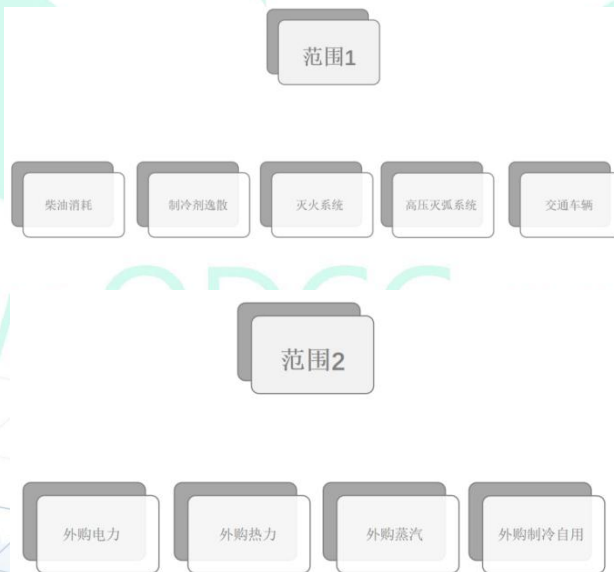 范围1
柴油消耗
制冷剂逸散
灭火系统
高压灭弧系统
交通车辆
范围2
外购电力
外购热力
外购蒸汽
外购制冷自用